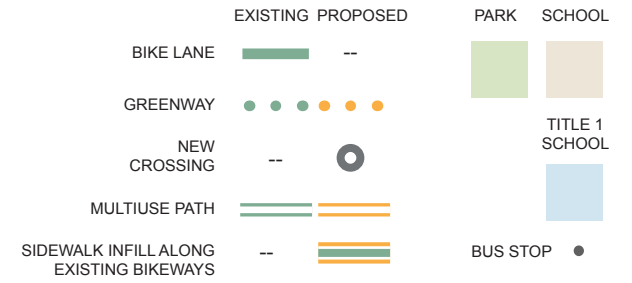 EXISTING PROPOSED PARK SCHOOL
BIKE LANE --
GREENWAY
NEW
CROSSING --
TITLE 1
SCHOOL
MULTIUSE PATH
SIDEWALK INFILL ALONG
EXISTING BIKEWAYS --
BUS STOP